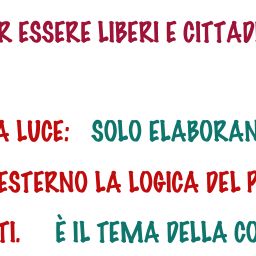 R ESSERE LIBERI E CITTAD
A LUCE: SOLO ELABORAN
ESTERNO LA LOGICA DEL P
TI. È IL TEMA DELLA CO